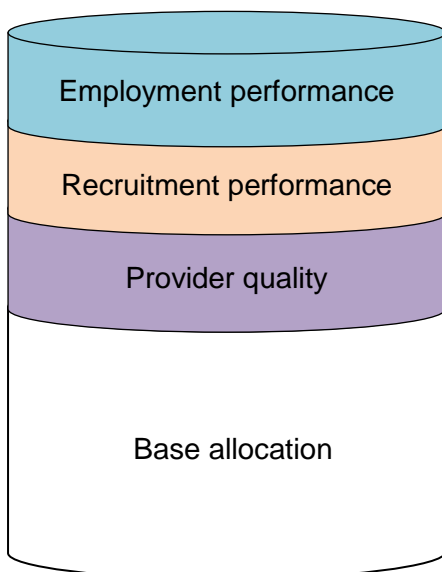 Employment performance
Recruitment performance
Provider quality
Base allocation